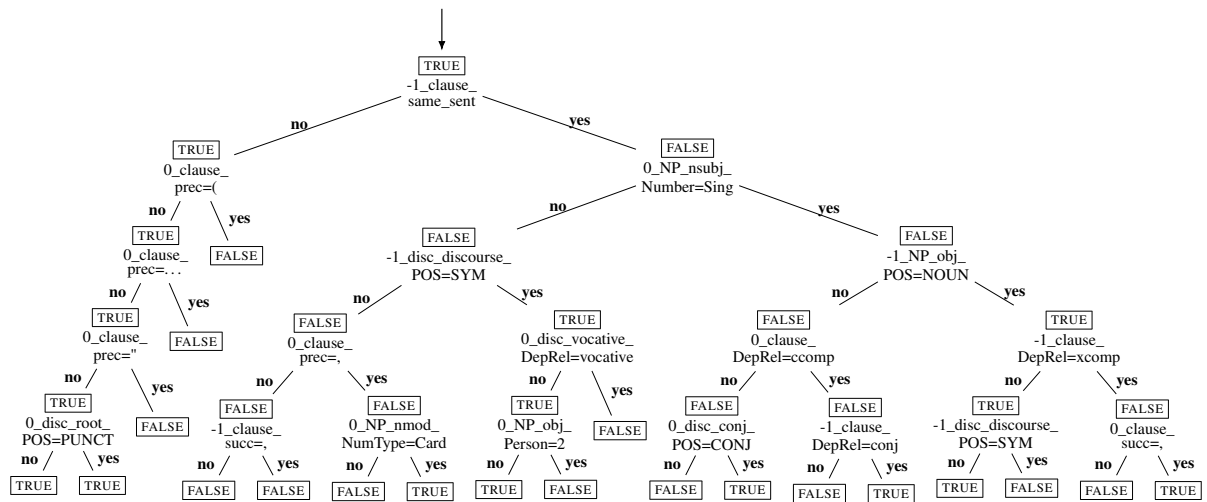 TRUE
-1_clause_
same_sent
no
yes
TRUE
0_clause_
prec=(
FALSE
0_NP_nsubj_
Number=Sing
no
yes
no
yes
TRUE
0_clause_
prec=...
FALSE
FALSE
-1_disc_discourse_
POS=SYM
FALSE
-1_NP_obj_
POS=NOUN
no
yes
no
yes
no
yes
TRUE
0_clause_
prec="
FALSE
FALSE
0_clause_
prec=,
TRUE
0_disc_vocative_
DepRel=vocative
FALSE
0_clause_
DepRel=ccomp
TRUE
-1_clause_
DepRel=xcomp
no
yes
no
yes
no
yes
no
yes
no
yes
TRUE
0_disc_root_
POS=PUNCT
FALSE
FALSE
-1_clause_
succ=,
FALSE
0_NP_nmod_
NumType=Card
TRUE
0_NP_obj_
Person=2
FALSE
FALSE
0_disc_conj_
POS=CONJ
FALSE
-1_clause_
DepRel=conj
TRUE
-1_disc_discourse_
POS=SYM
FALSE
0_clause_
succ=,
no
yes
no
yes
no
yes
no
yes
no
yes
no
yes
no
yes
no
yes
TRUE
TRUE
FALSE
FALSE
FALSE
TRUE
TRUE
FALSE
FALSE
TRUE
FALSE
TRUE
TRUE
FALSE
FALSE
TRUE